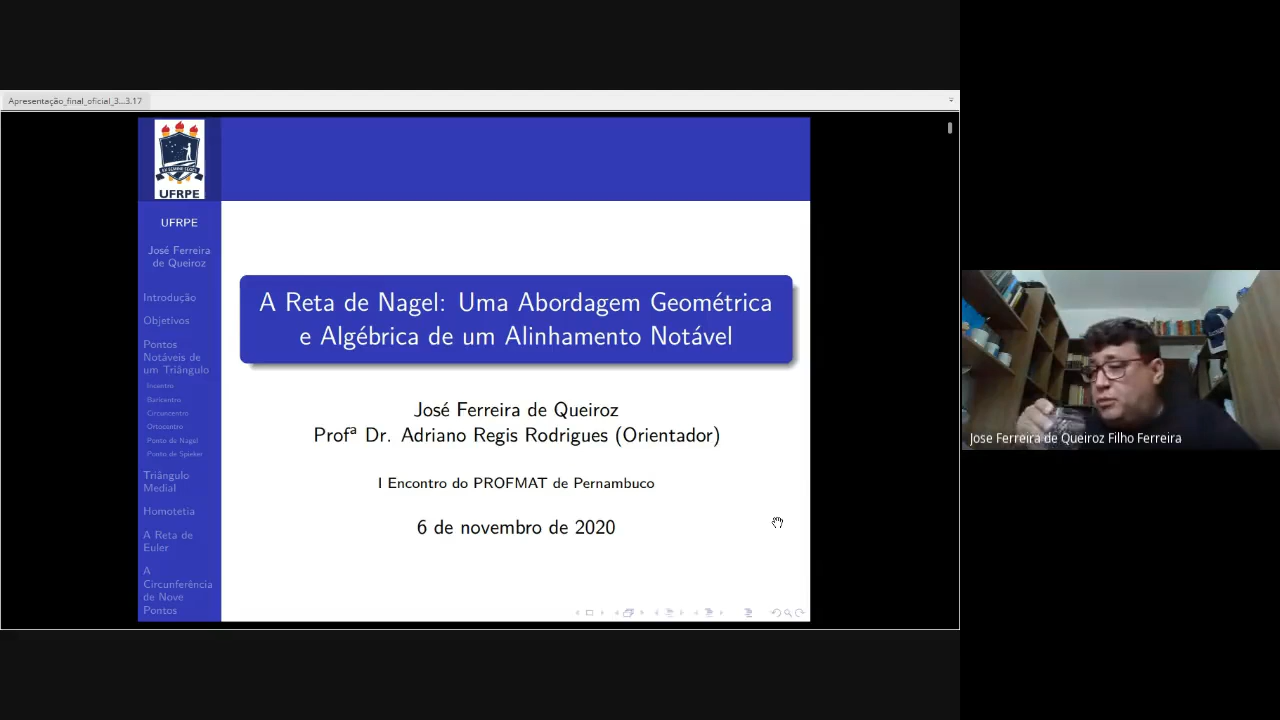 Apresentação_final_oficial_3...3.17
UFRPE
UFRPE
José Ferreira
de Queiroz
Introdução
Objetivos
Pontos
Notáveis de
um Triângulo
Incentro
Baricentro
Circuncentro
Ortocentro
Ponto de Nagel
Ponto de Spieker
Triângulo
Medial
Homotetia
A Reta de
Euler
A
Circunferência
de Nove
Pontos
A Reta de Nagel: Uma Abordagem Geométrica
e Algébrica de um Alinhamento Notável
José Ferreira de Queiroz
Profª Dr. Adriano Regis Rodrigues (Orientador)
I Encontro do PROFMAT de Pernambuco
6 de novembro de 2020
Jose Ferreira de Queiroz Filho Ferreira